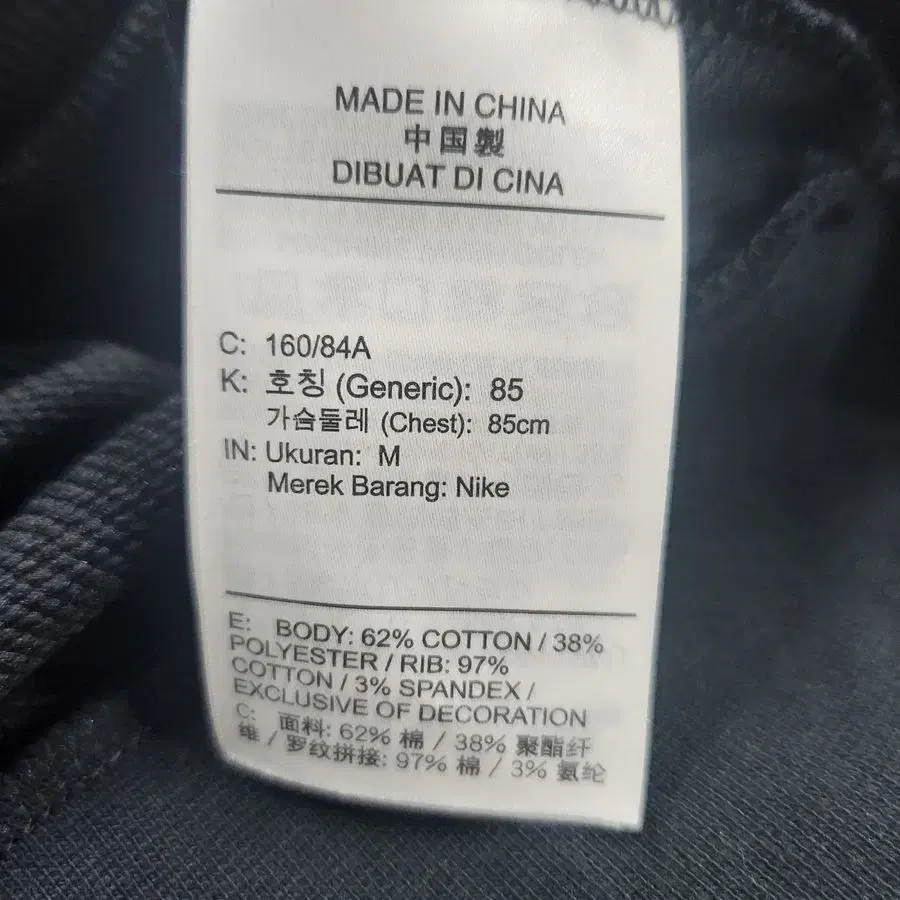 MADE IN CHINA
中国製
DIBUAT DI CINA
C: 160/84A
K: 호칭 (Generic): 85
가슴둘레 (Chest): 85cm
IN: Ukuran: M
Merek Barang: Nike
E: BODY: 62% COTTON / 38%
POLYESTER / RIB: 97%
COTTON / 3% SPANDEX /
EXCLUSIVE OF DECORATION
C: 面料: 62% 棉 / 38% 聚酯纤
维 / 罗纹拼接: 97% 棉 / 3% 氨纶